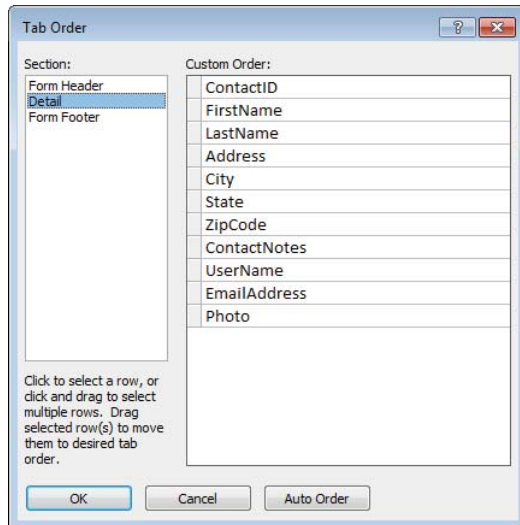 Tab Order
Section:
Form Header
Detail
Form Footer
Click to select a row, or
click and drag to select
multiple rows. Drag
selected row(s) to move
them to desired tab
order.
Custom Order:
ContactID
FirstName
LastName
Address
City
State
ZipCode
ContactNotes
UserName
EmailAddress
Photo
OK
Cancel
Auto Order